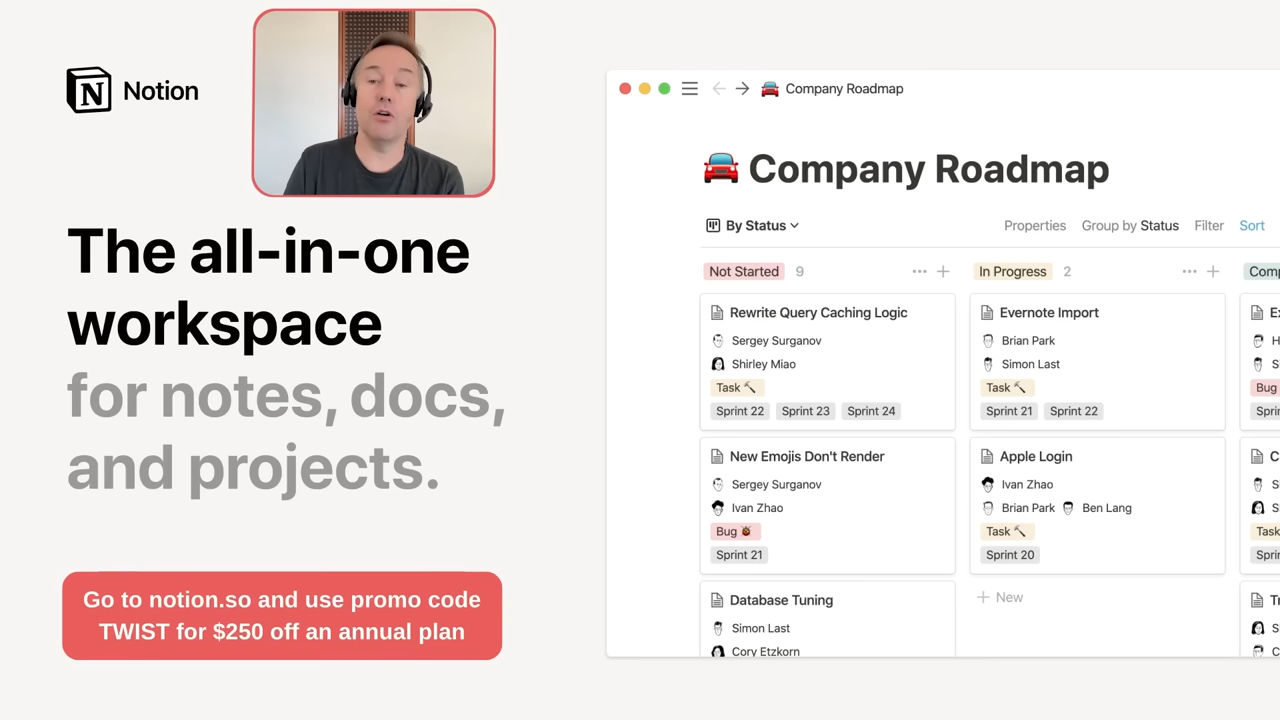 Notion
The all-in-one
workspace
for notes, docs,
and projects.
Go to notion.so and use promo code
TWIST for $250 off an annual plan
Company Roadmap
Company Roadmap
By Status
Properties Group by Status Filter Sort
Not Started 9
Rewrite Query Caching Logic
Sergey Surganov
Shirley Miao
Task
Sprint 22 Sprint 23 Sprint 24
New Emojis Don't Render
Sergey Surganov
Ivan Zhao
Bug
Sprint 21
Database Tuning
Simon Last
Cory Etzkorn
In Progress 2
Evernote Import
Brian Park
Simon Last
Task
Sprint 21 Sprint 22
Apple Login
Ivan Zhao
Brian Park Ben Lang
Task
Sprint 20
+ New
Bug
Task